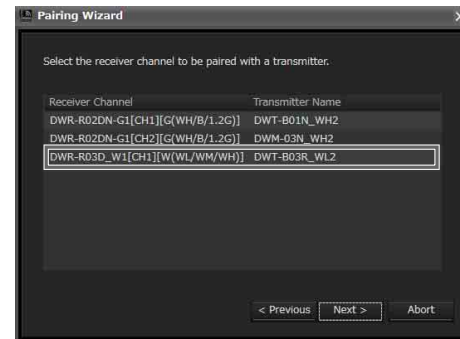 Pairing Wizard
Select the receiver channel to be paired with a transmitter.
Receiver Channel Transmitter Name
DWR-R02DN-G1[CH1][G(WH/B/1.2G)] DWT-B01N_WH2
DWR-R02DN-G1[CH2][G(WH/B/1.2G)] DWM-03N_WH2
DWR-R03D_W1[CH1][W(WL/WM/WH)] DWT-B03R_WL2
< Previous Next > Abort